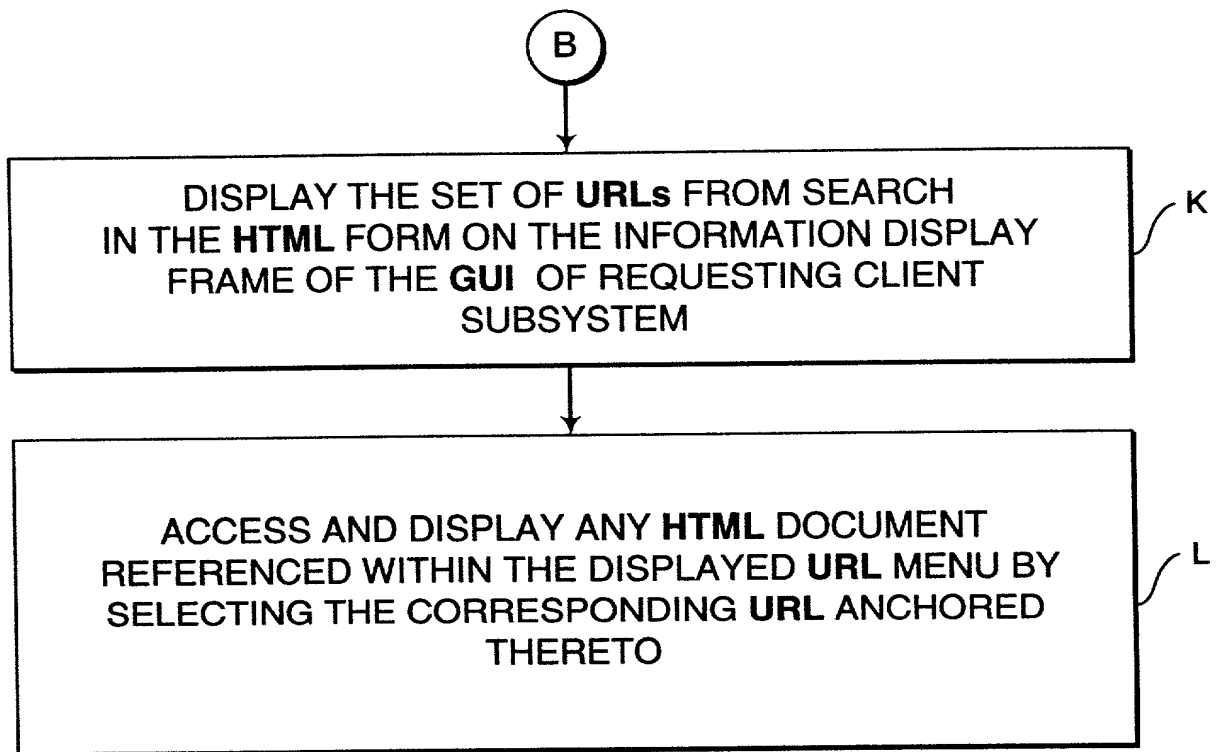 B
DISPLAY THE SET OF URLs FROM SEARCH
IN THE HTML FORM ON THE INFORMATION DISPLAY
FRAME OF THE GUI OF REQUESTING CLIENT
SUBSYSTEM
K
ACCESS AND DISPLAY ANY HTML DOCUMENT
REFERENCED WITHIN THE DISPLAYED URL MENU BY
SELECTING THE CORRESPONDING URL ANCHORED
THERETO
L